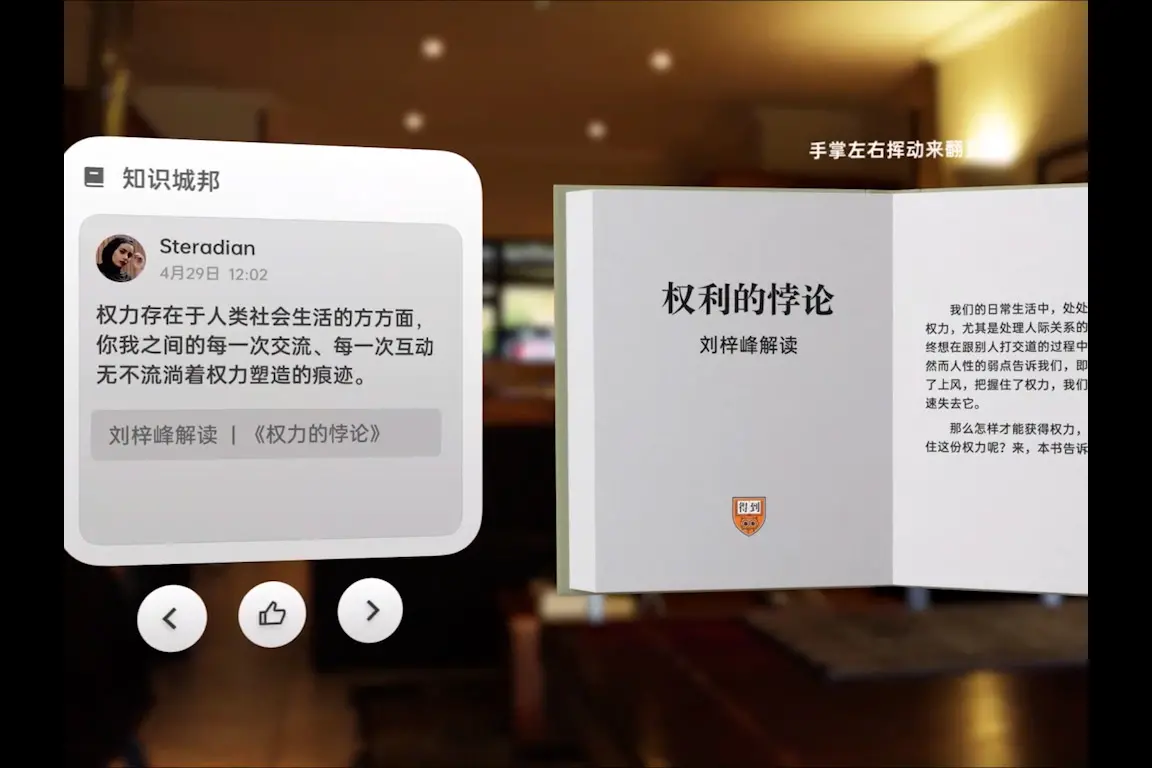 知识城邦
Steradian
4月29日 12:02
权力存在于人类社会生活的方方面，
你我之间的每一次交流、每一次互动
无不流淌着权力塑造的痕迹。
刘梓峰解读 | 《权力的悖论》
手掌左右挥动来翻
权利的悖论
刘梓峰解读
得到
我们的日常生活中，处处
权力，尤其是处理人际关系的
终想在跟别人打交道的过程中
然而人性的弱点告诉我们，即
了上风，把握住了权力，我们
速失去它。
那么怎样才能获得权力，
住这份权力呢？来，本书告诉